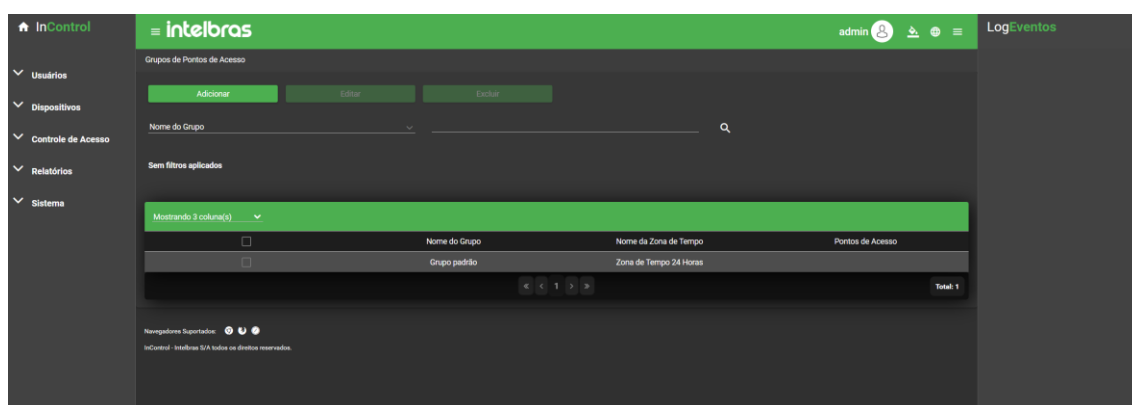 InControl
intelbras
admin
LogEventos
Usuários
Dispositivos
Controle de Acesso
Relatórios
Sistema
Grupos de Pontos de Acesso
Adicionar
Editar
Excluir
Nome do Grupo
Sem filtros aplicados
Mostrando 3 coluna(s)
Nome do Grupo Nome da Zona de Tempo Pontos de Acesso
Grupo padrão Zona de Tempo 24 Horas
« < 1 > »
Total: 1
Navegadores Suportados:
InControl - Intelbras S/A todos os direitos reservados.